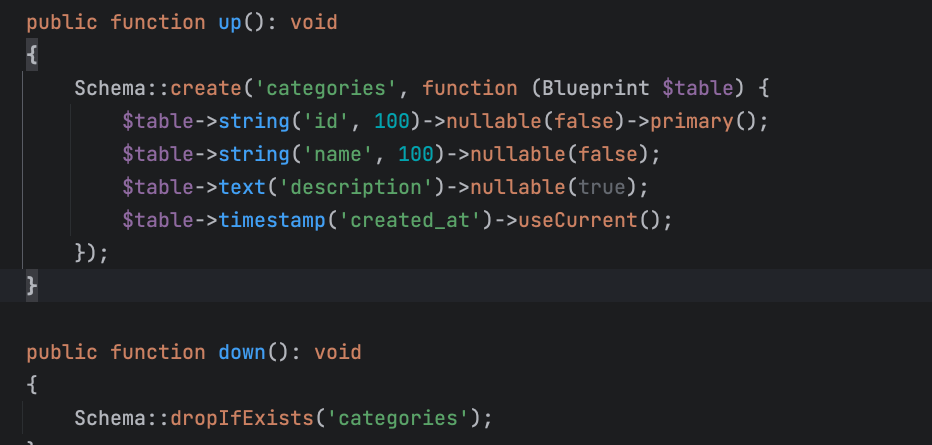 public function up(): void
{
    Schema::create('categories', function (Blueprint $table) {
        $table->string('id', 100)->nullable(false)->primary();
        $table->string('name', 100)->nullable(false);
        $table->text('description')->nullable(true);
        $table->timestamp('created_at')->useCurrent();
    });
}

public function down(): void
{
    Schema::dropIfExists('categories');
}